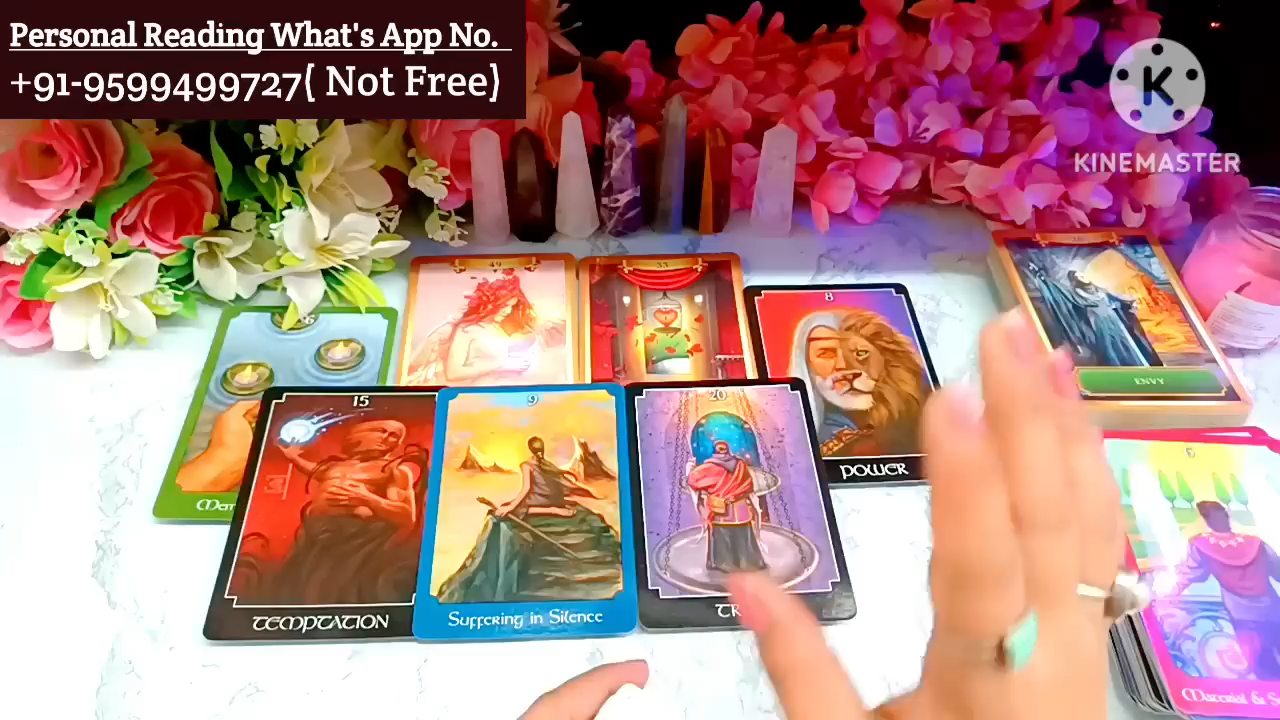 Personal Reading What's App No.
+91-9599499727( Not Free)
K
KINEMASTER
49
33
8
ENVY
15
9
20
POWER
TEMPTATION
Suffering in Silence
Material &